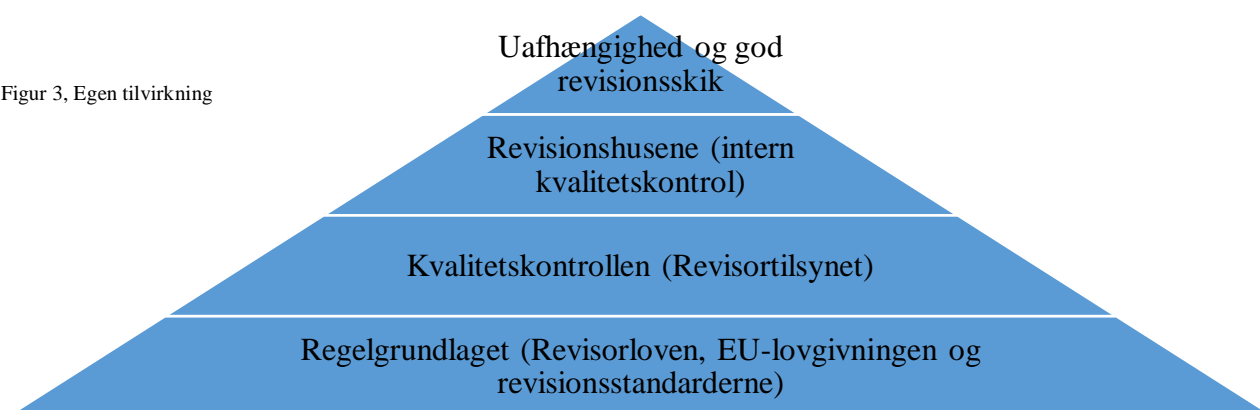 Uafhængighed og god
revisionsskik
Figur 3, Egen tilvirkning
Revisionshusene (intern
kvalitetskontrol)
Kvalitetskontrollen (Revisortilsynet)
Regelgrundlaget (Revisorloven, EU-lovgivningen og
revisionsstandarderne)